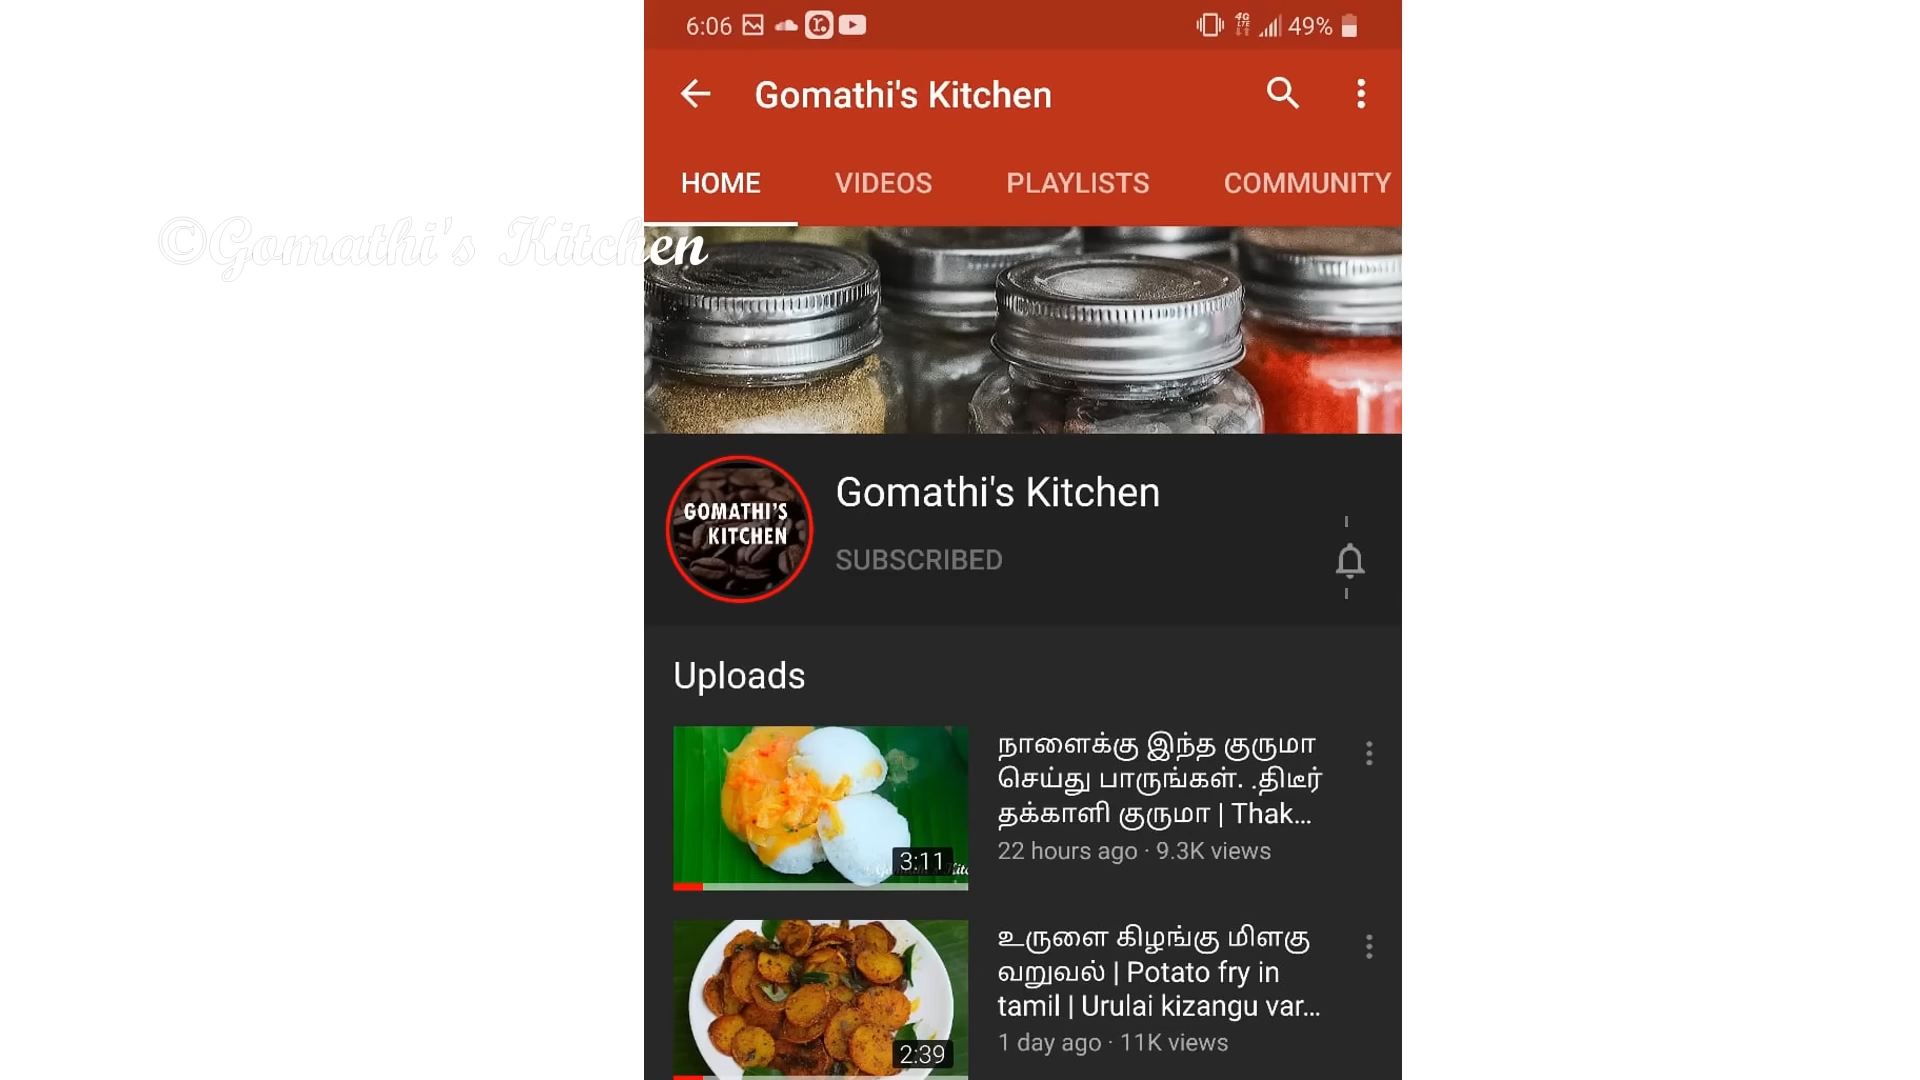 6:06 4G LTE 49%
Gomathi's Kitchen
HOME VIDEOS PLAYLISTS COMMUNITY
©Gomathi's Kitchen
GOMATHI'S
KITCHEN
Gomathi's Kitchen
SUBSCRIBED
Uploads
நாளைக்கு இந்த குருமா
செய்து பாருங்கள். .திடீர்
தக்காளி குருமா | Thak...
22 hours ago · 9.3K views
3:11
உருளை கிழங்கு மிளகு
வறுவல் | Potato fry in
tamil | Urulai kizangu var...
1 day ago · 11K views
2:39